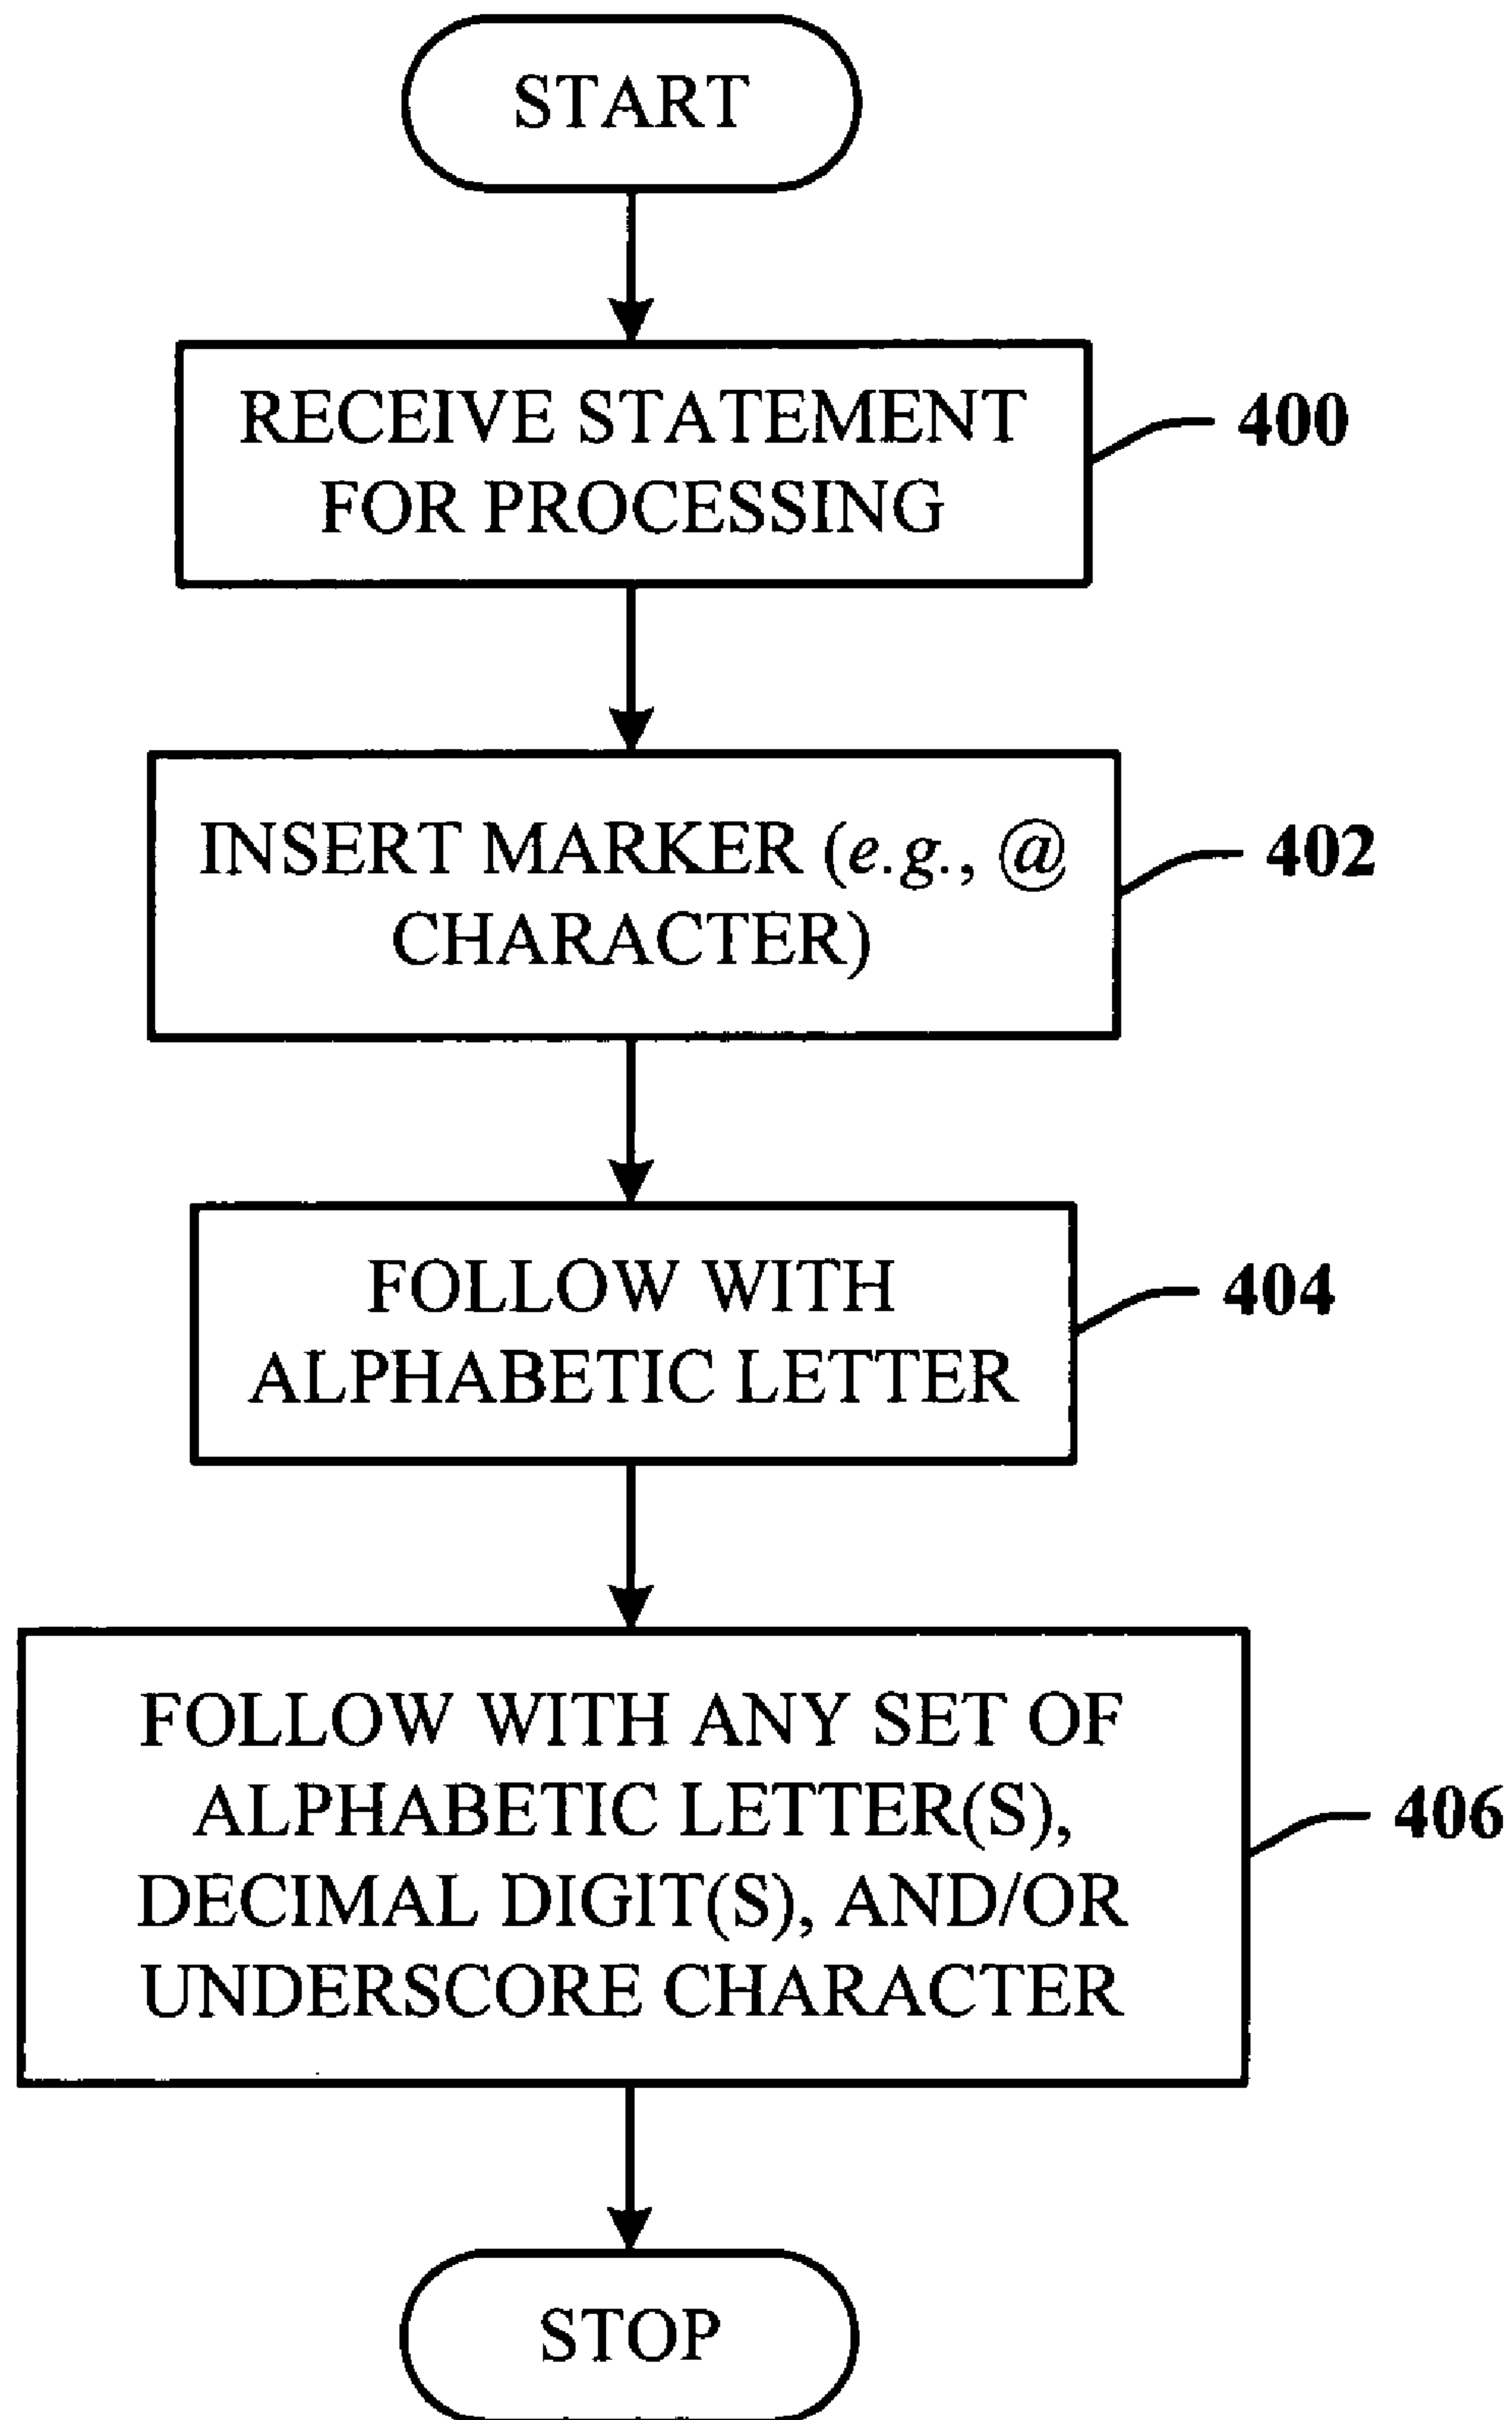 START
RECEIVE STATEMENT
FOR PROCESSING
400
INSERT MARKER (e.g., @
CHARACTER)
402
FOLLOW WITH
ALPHABETIC LETTER
404
FOLLOW WITH ANY SET OF
ALPHABETIC LETTER(S),
DECIMAL DIGIT(S), AND/OR
UNDERSCORE CHARACTER
406
STOP